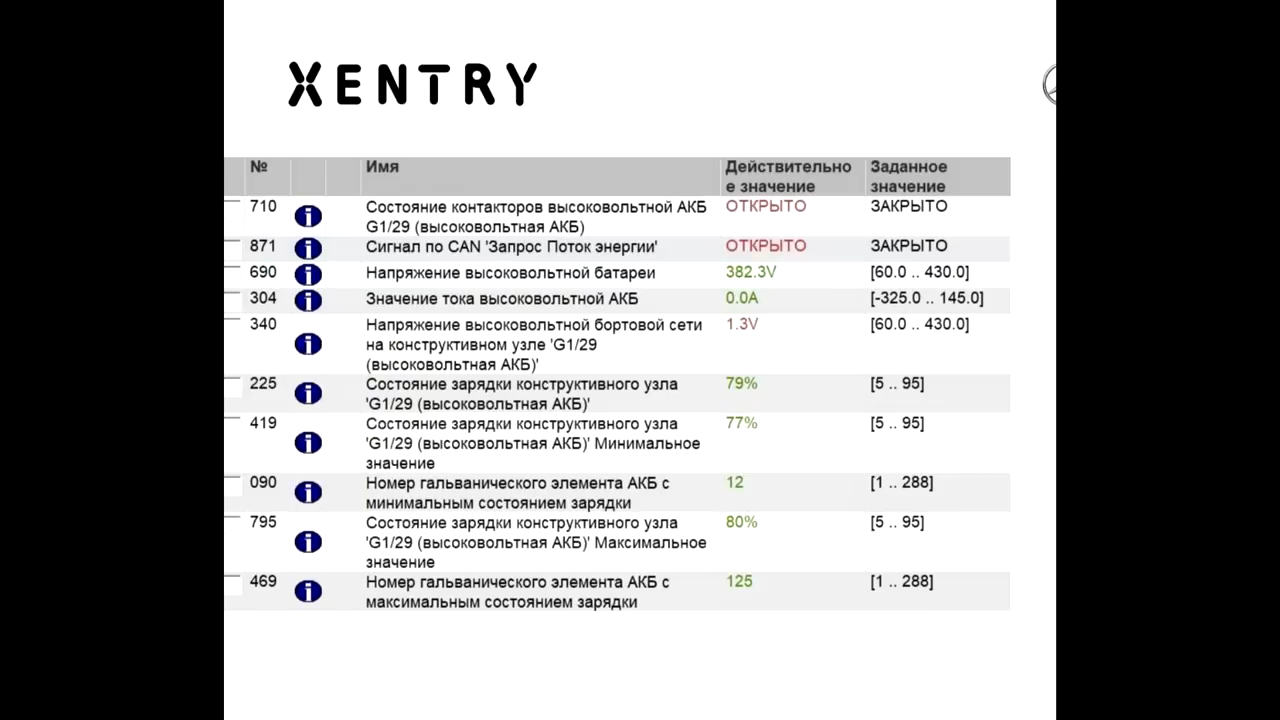 XENTRY
№ Имя Действительно Заданное
е значение значение
710 Состояние контакторов высоковольтной АКБ ОТКРЫТО ЗАКРЫТО
G1/29 (высоковольтная АКБ)
871 Сигнал по CAN 'Запрос Поток энергии' ОТКРЫТО ЗАКРЫТО
690 Напряжение высоковольтной батареи 382.3V [60.0 .. 430.0]
304 Значение тока высоковольтной АКБ 0.0A [-325.0 .. 145.0]
340 Напряжение высоковольтной бортовой сети 1.3V [60.0 .. 430.0]
на конструктивном узле 'G1/29
(высоковольтная АКБ)'
225 Состояние зарядки конструктивного узла 79% [5 .. 95]
'G1/29 (высоковольтная АКБ)'
419 Состояние зарядки конструктивного узла 77% [5 .. 95]
'G1/29 (высоковольтная АКБ)' Минимальное
значение
090 Номер гальванического элемента АКБ с 12 [1 .. 288]
минимальным состоянием зарядки
795 Состояние зарядки конструктивного узла 80% [5 .. 95]
'G1/29 (высоковольтная АКБ)' Максимальное
значение
469 Номер гальванического элемента АКБ с 125 [1 .. 288]
максимальным состоянием зарядки